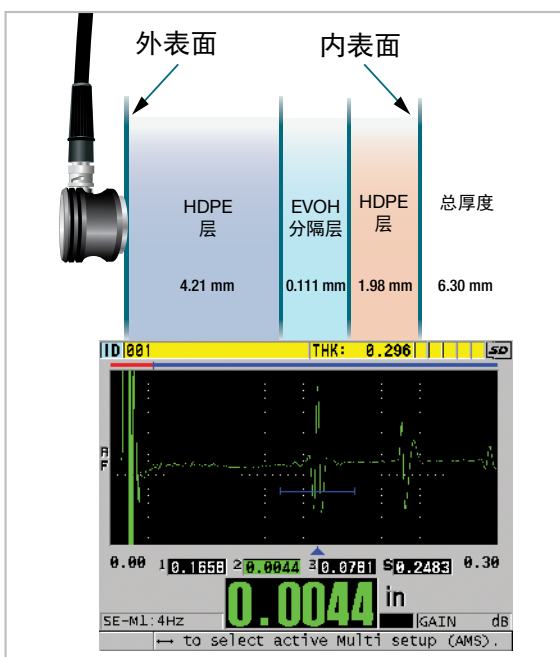 外表面 内表面
HDPE 层
EVOH 分隔层
HDPE 层
总厚度
4.21 mm 0.111 mm 1.98 mm 6.30 mm
ID 001 THK: 0.296 SD
AF
0.00 1 0.1658 2 0.0044 3 0.0781 S 0.2483 0.30
0.0044 in
SE-M1:4Hz GAIN dB
↔ to select active Multi setup (AMS).